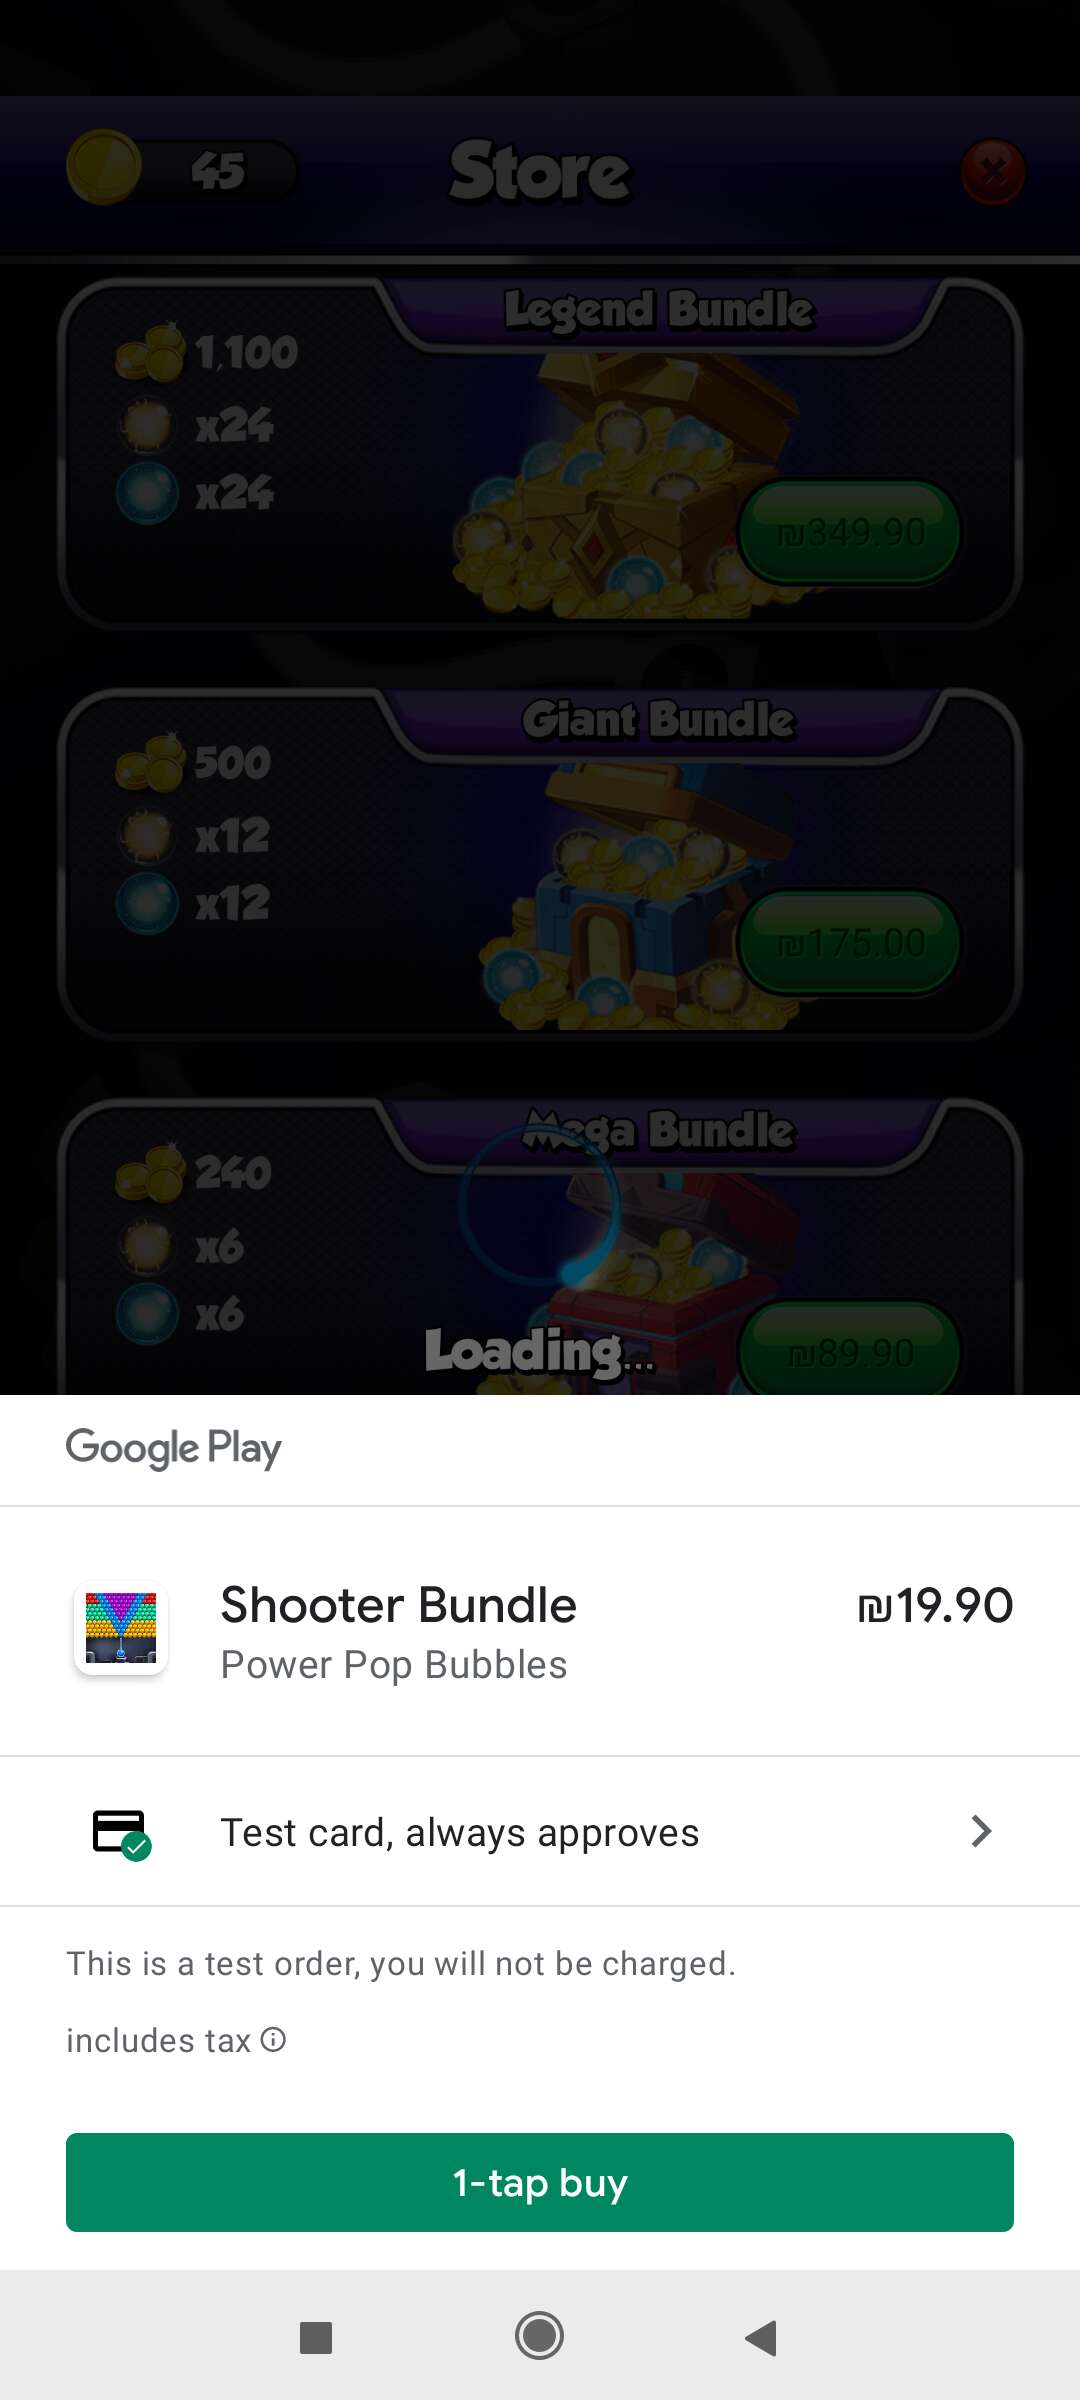 45
Store
Legend Bundle
1,100
x24
x24
₪349.90
Giant Bundle
500
x12
x12
₪175.00
Mega Bundle
240
x6
x6
Loading...
₪89.90
Google Play
Shooter Bundle
₪19.90
Power Pop Bubbles
Test card, always approves
This is a test order, you will not be charged.
includes tax
1-tap buy